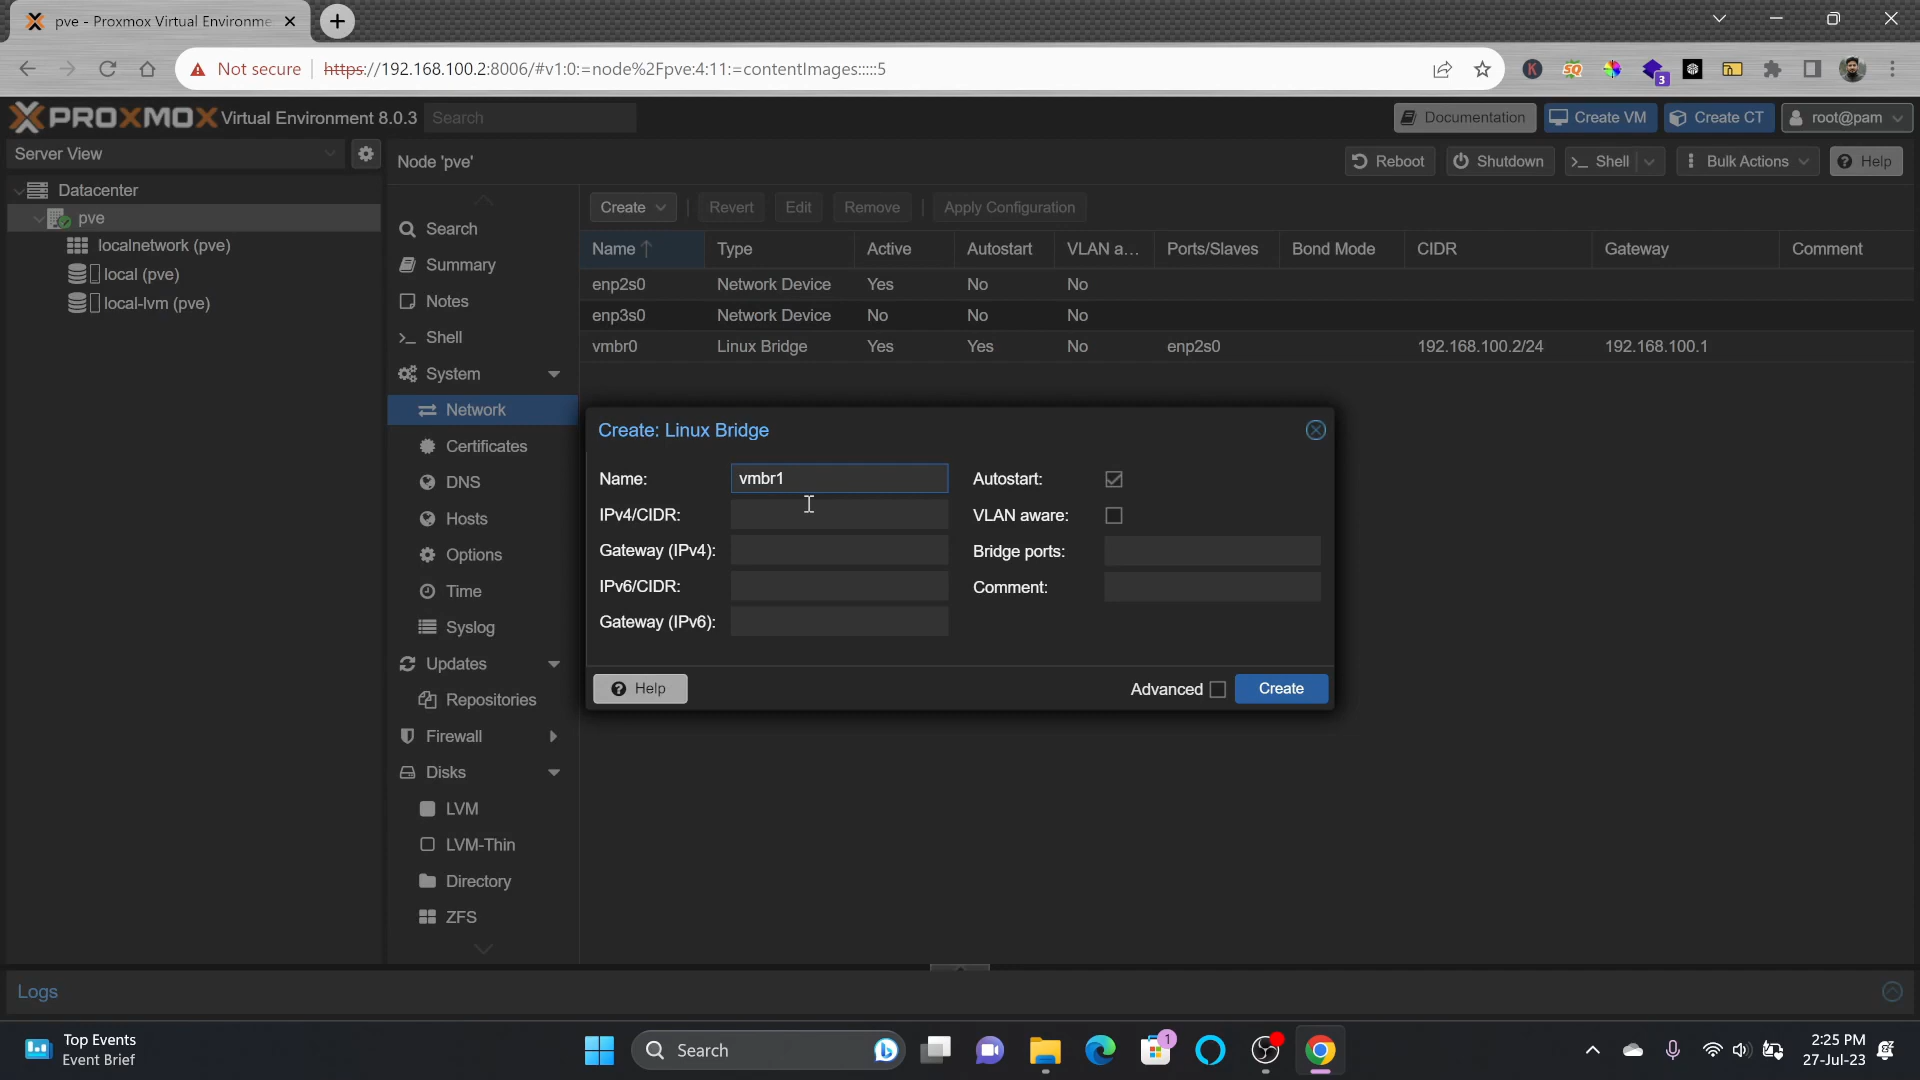 pve - Proxmox Virtual Environme
Not secure https://192.168.100.2:8006/#v1:0:=node%2Fpve:4:11:=contentImages:::::5
3
PROXMOX Virtual Environment 8.0.3 Search
Documentation Create VM Create CT root@pam
Server View
Node 'pve'
Reboot Shutdown Shell Bulk Actions Help
Datacenter
pve
localnetwork (pve)
local (pve)
local-lvm (pve)
Search
Summary
Notes
Shell
System
Network
Certificates
DNS
Hosts
Options
Time
Syslog
Updates
Repositories
Firewall
Disks
LVM
LVM-Thin
Directory
ZFS
Create Revert Edit Remove Apply Configuration
Name Type Active Autostart VLAN a... Ports/Slaves Bond Mode CIDR Gateway Comment
enp2s0 Network Device Yes No No
enp3s0 Network Device No No No
vmbr0 Linux Bridge Yes Yes No enp2s0 192.168.100.2/24 192.168.100.1
Create: Linux Bridge
Name: vmbr1 Autostart:
IPv4/CIDR: VLAN aware:
Gateway (IPv4): Bridge ports:
IPv6/CIDR: Comment:
Gateway (IPv6):
Help Advanced Create
Logs
Top Events
Event Brief
Search
1
2:25 PM
27-Jul-23